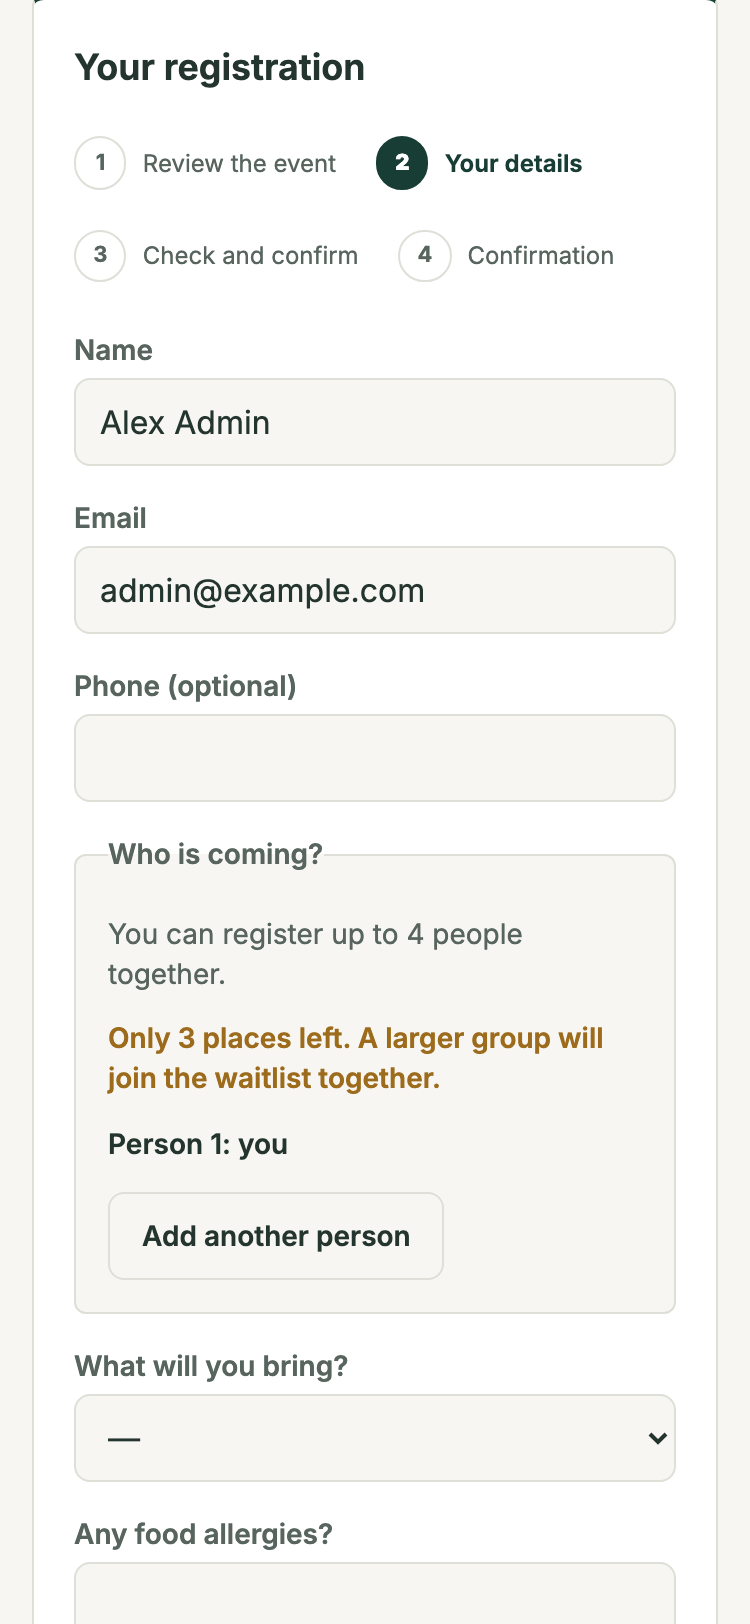 Your registration
1 Review the event 2 Your details
3 Check and confirm 4 Confirmation
Name
Alex Admin
Email
admin@example.com
Phone (optional)
Who is coming?
You can register up to 4 people
together.
Only 3 places left. A larger group will
join the waitlist together.
Person 1: you
Add another person
What will you bring?
—
Any food allergies?